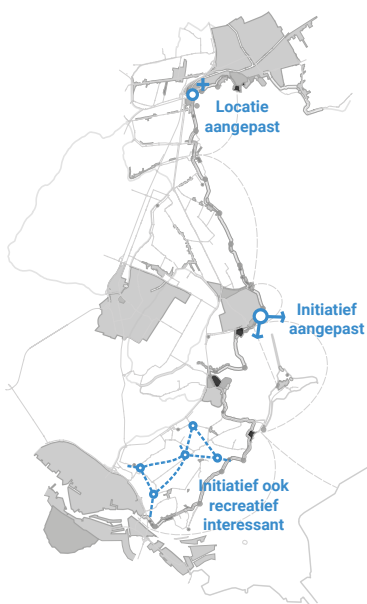 Locatie
aangepast
Initiatief
aangepast
Initiatief ook
recreatief
interessant